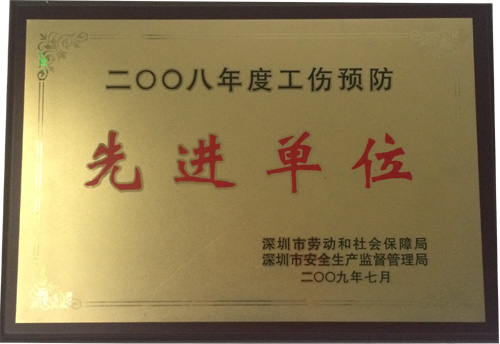 二〇〇八年度工伤预防
先进单位
深圳市劳动和社会保障局
深圳市安全生产监督管理局
二〇〇九年七月